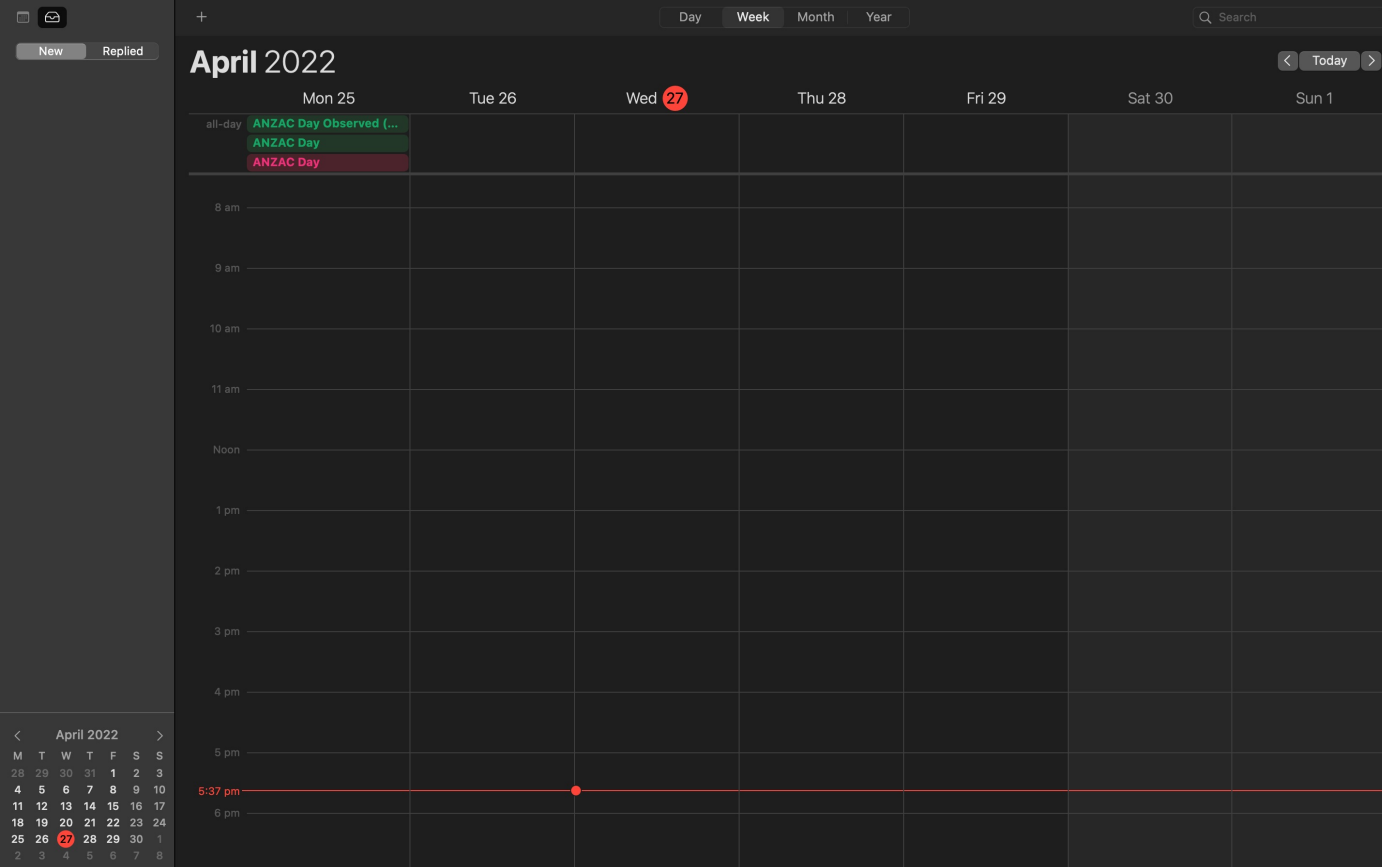 Day Week Month Year Search
New Replied
April 2022
Today
Mon 25 Tue 26 Wed 27 Thu 28 Fri 29 Sat 30 Sun 1
all-day ANZAC Day Observed (...
ANZAC Day
ANZAC Day
8 am
9 am
10 am
11 am
Noon
1 pm
2 pm
3 pm
4 pm
5 pm
5:37 pm
6 pm
April 2022
M T W T F S S
28 29 30 31 1 2 3
4 5 6 7 8 9 10
11 12 13 14 15 16 17
18 19 20 21 22 23 24
25 26 27 28 29 30 1
2 3 4 5 6 7 8